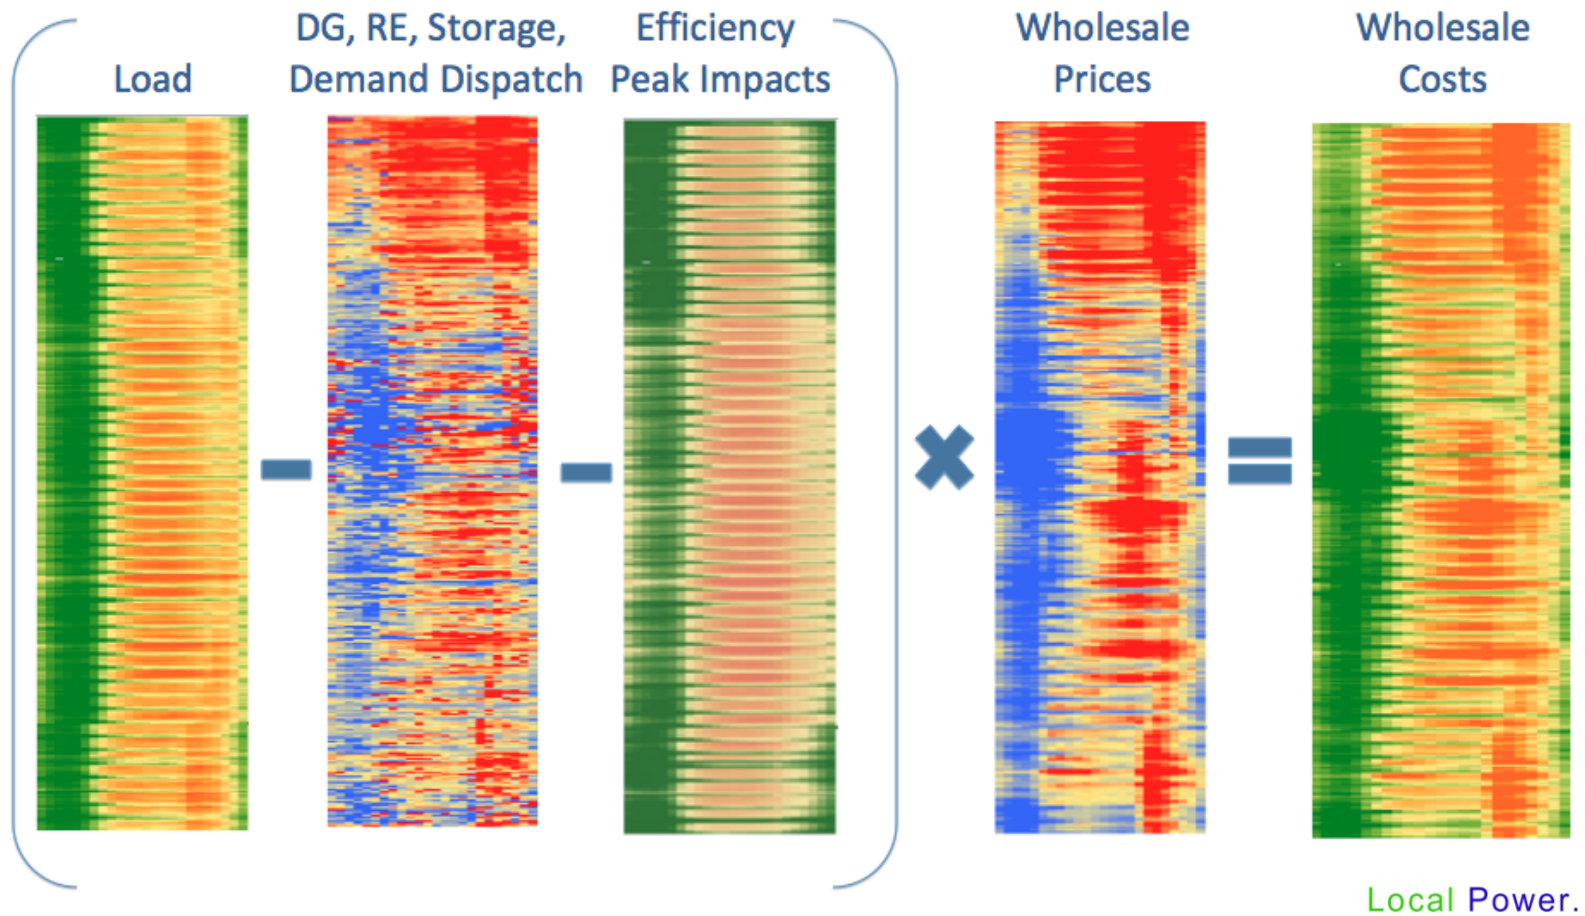 Load
DG, RE, Storage,
Demand Dispatch
Efficiency
Peak Impacts
Wholesale
Prices
Wholesale
Costs
Local Power.